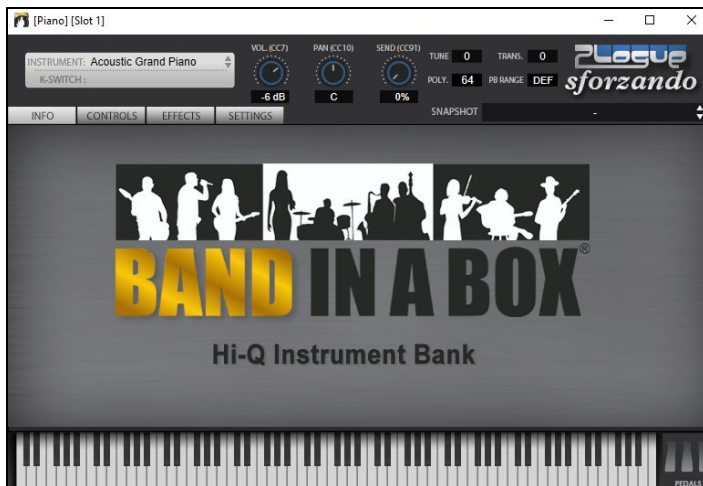 [Piano] [Slot 1]
INSTRUMENT: Acoustic Grand Piano
K-SWITCH :
VOL. (CC7)
-6 dB
PAN (CC10)
C
SEND (CC91)
0%
TUNE 0 TRANS. 0
POLY. 64 PB RANGE DEF
Plogue
sforzando
INFO CONTROLS EFFECTS SETTINGS
SNAPSHOT -
BAND IN A BOX®
Hi-Q Instrument Bank
PEDALS